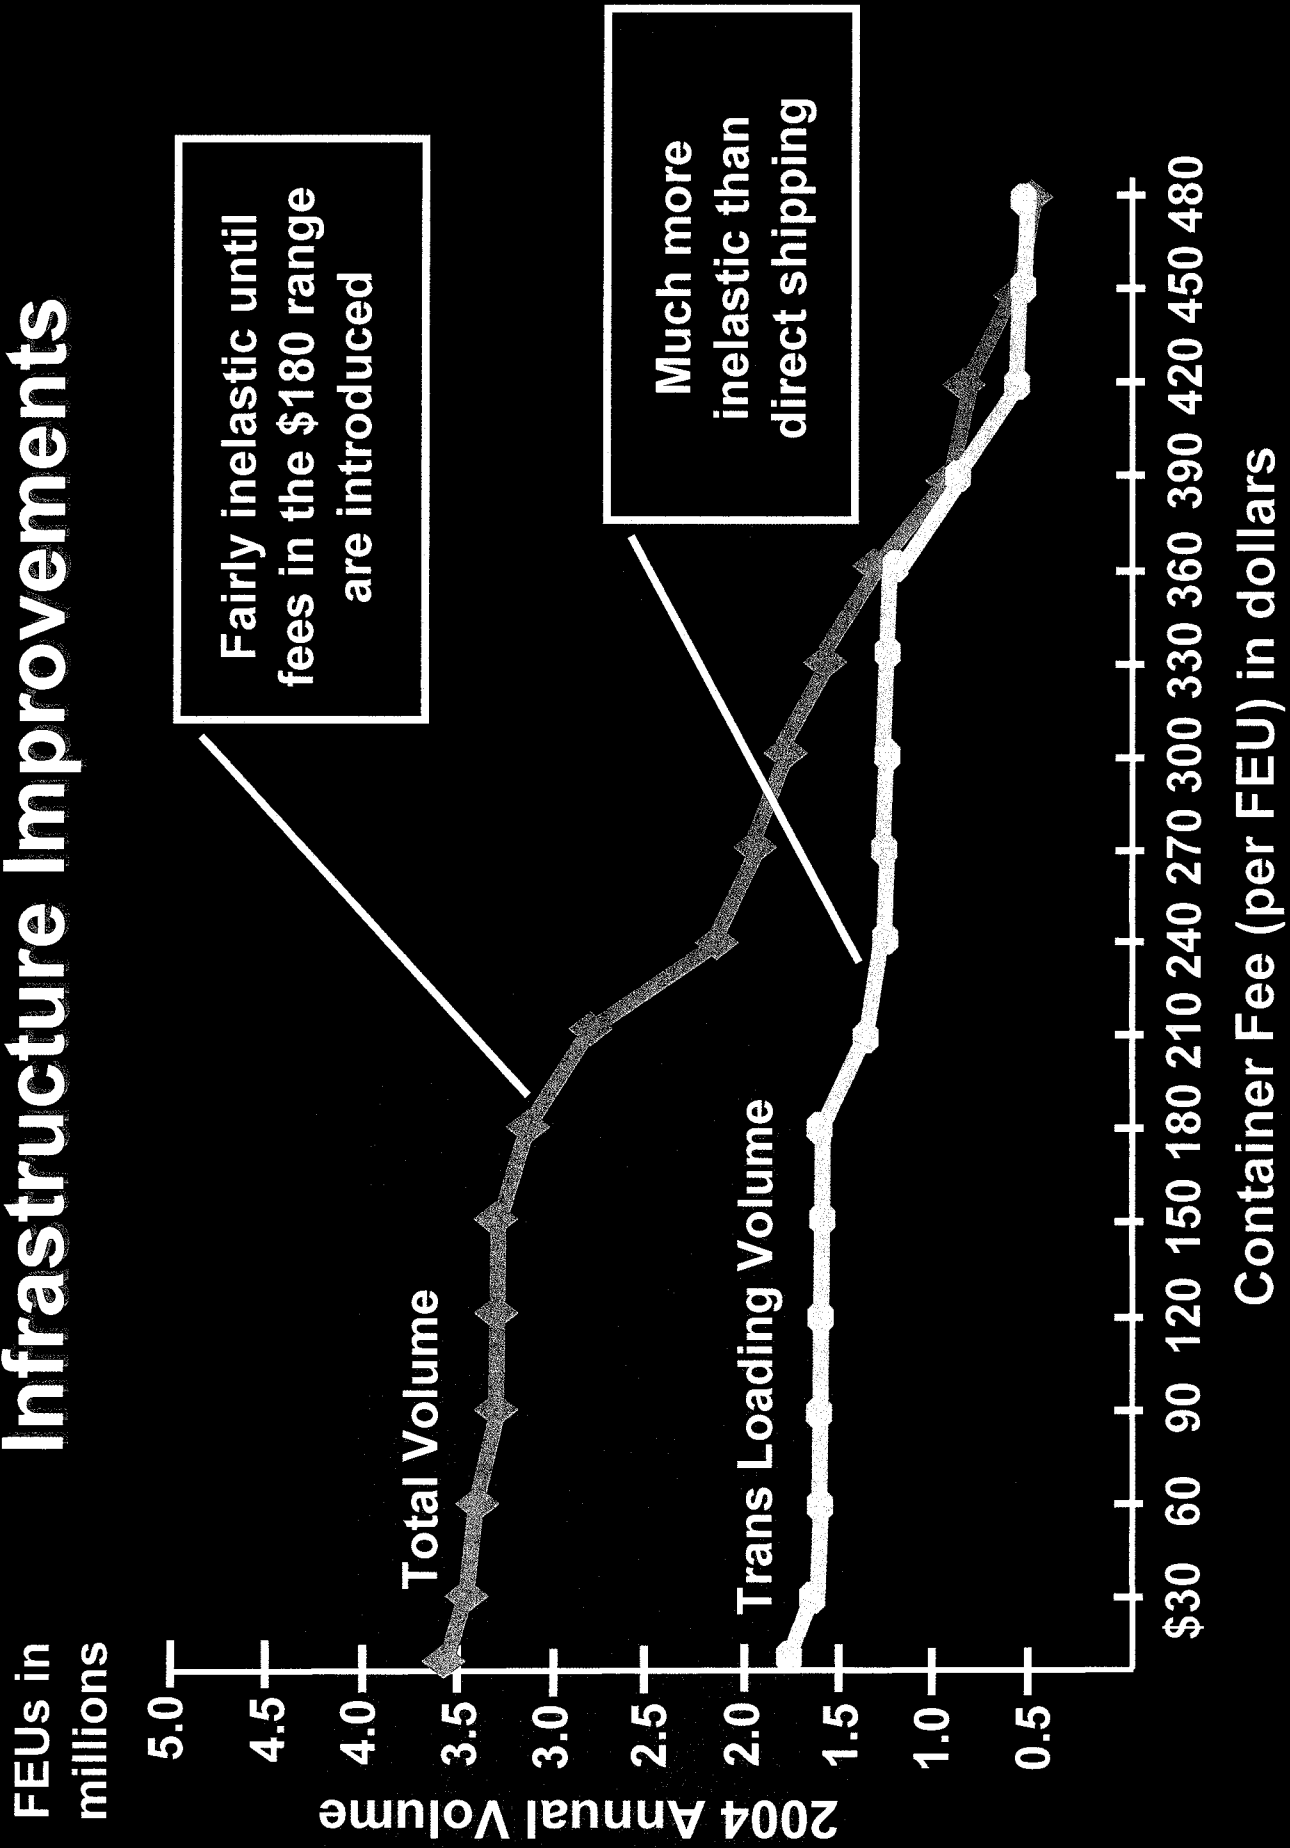 Infrastructure Improvements
FEUs in
millions
2004 Annual Volume
5.0
4.5
4.0
3.5
3.0
2.5
2.0
1.5
1.0
0.5
Total Volume
Trans Loading Volume
Fairly inelastic until
fees in the $180 range
are introduced
Much more
inelastic than
direct shipping
$30 60 90 120 150 180 210 240 270 300 330 360 390 420 450 480
Container Fee (per FEU) in dollars